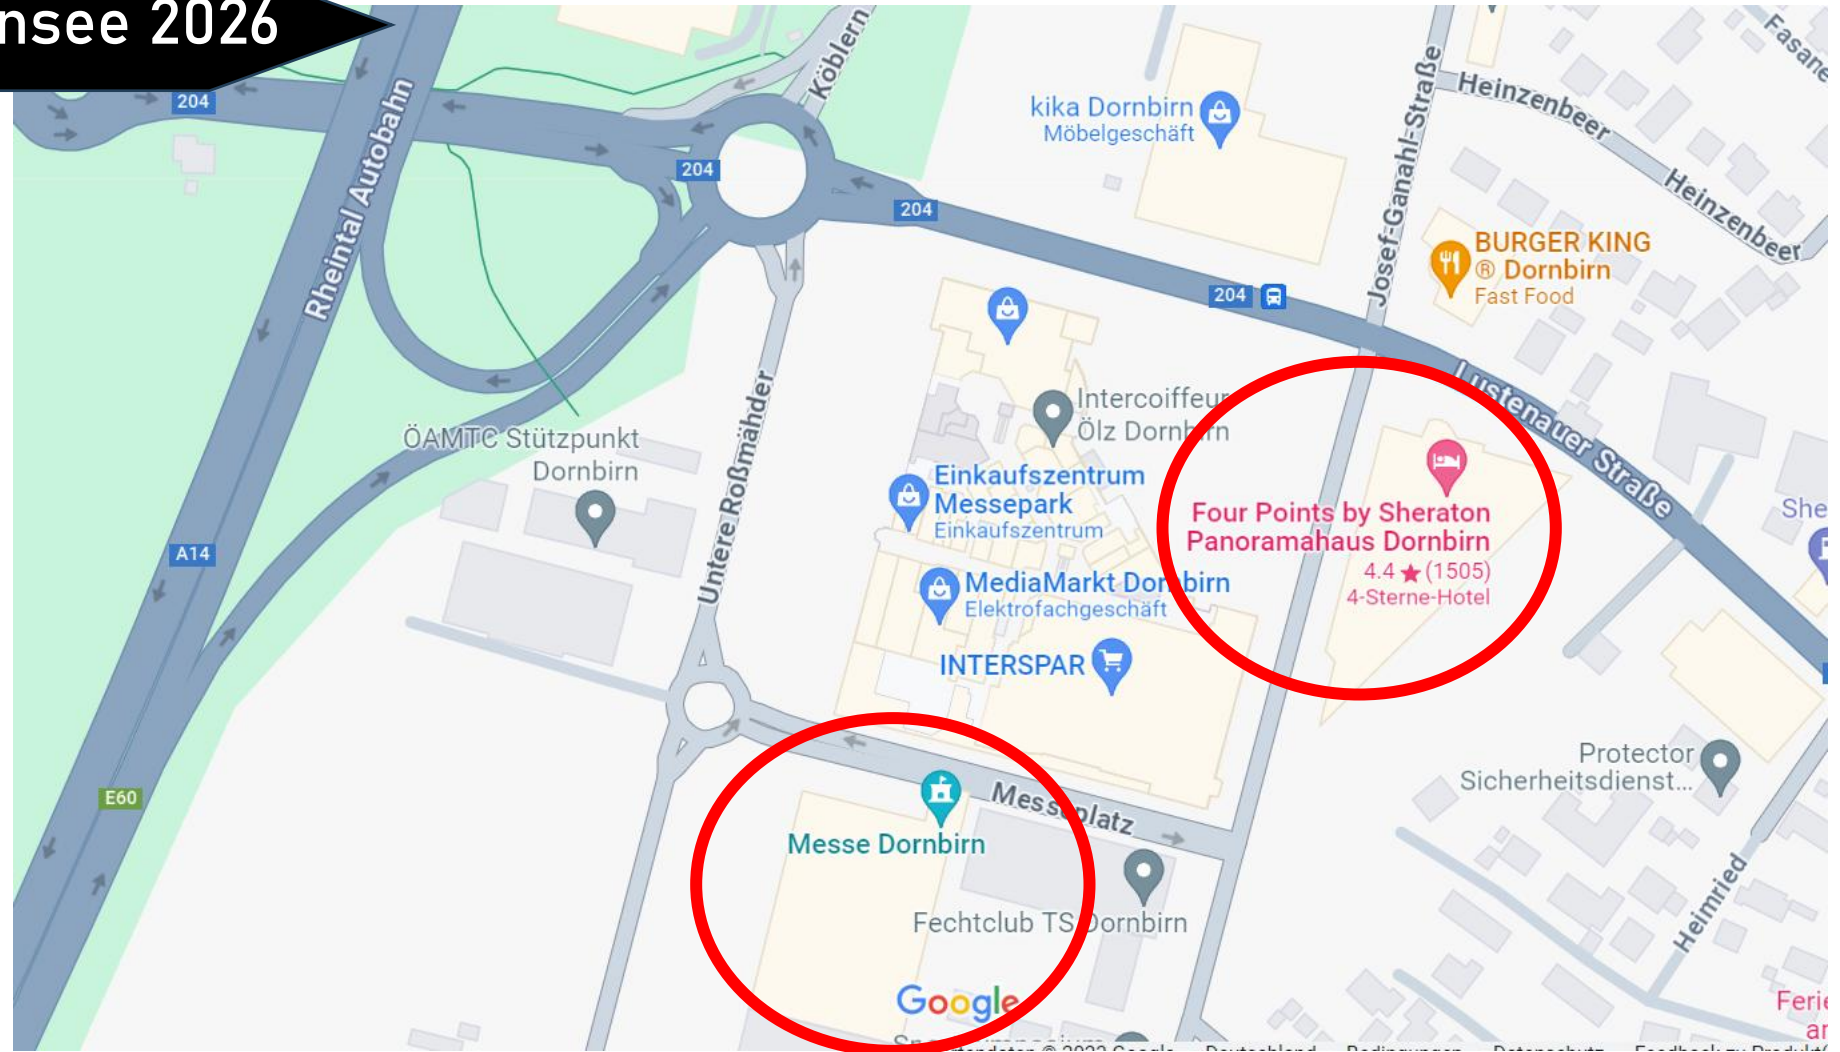 nsee 2026
204
Rheintal Autobahn
Köblern
204
204
kika Dornbirn
Möbelgeschäft
Josef-Ganahl-Straße
Heinzenbeer
Heinzenbeer
BURGER KING
® Dornbirn
Fast Food
204
Lustenauer Straße
Intercoiffeur
Ölz Dornbirn
ÖAMTC Stützpunkt
Dornbirn
Untere Roßmähder
Einkaufszentrum
Messepark
Einkaufszentrum
Four Points by Sheraton
Panoramahaus Dornbirn
4.4 ★ (1505)
4-Sterne-Hotel
She
A14
MediaMarkt Dornbirn
Elektrofachgeschäft
INTERSPAR
E60
Messeplatz
Messe Dornbirn
Protector
Sicherheitsdienst...
Fechtclub TS Dornbirn
Heimried
Google
Ferie